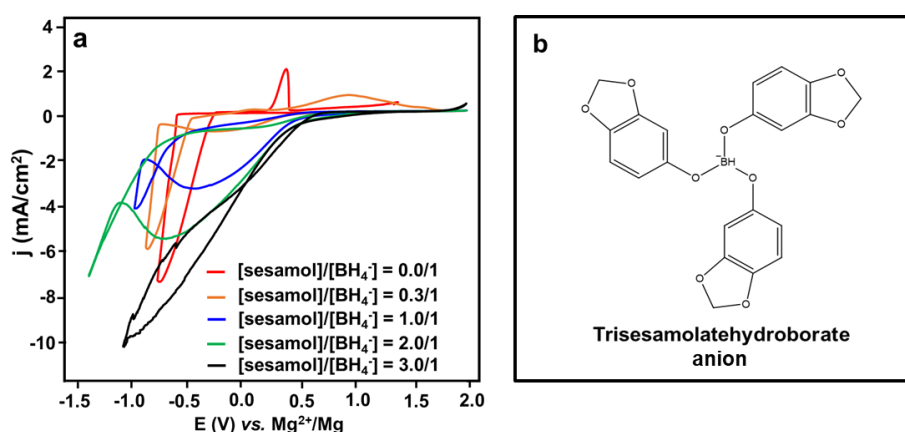 a
j (mA/cm²)
4
2
0
-2
-4
-6
-8
-10
[sesamol]/[BH₄⁻] = 0.0/1
[sesamol]/[BH₄⁻] = 0.3/1
[sesamol]/[BH₄⁻] = 1.0/1
[sesamol]/[BH₄⁻] = 2.0/1
[sesamol]/[BH₄⁻] = 3.0/1
-1.5 -1.0 -0.5 0.0 0.5 1.0 1.5 2.0
E (V) vs. Mg²⁺/Mg
b
O
O
O
O
O
⁻BH
O
O
O
O
Trisesamolatehydroborate
anion